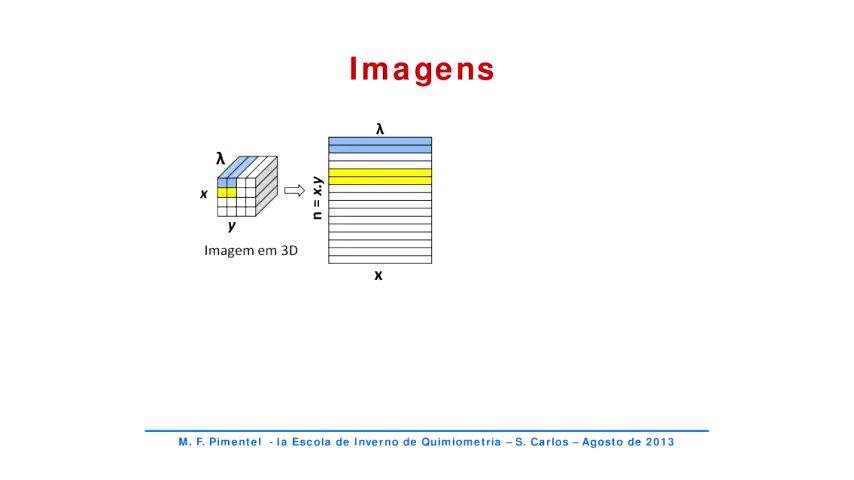 Imagens
λ
λ
x
n = x.y
y
Imagem em 3D
x
M. F. Pimentel - Ia Escola de Inverno de Quimiometria – S. Carlos – Agosto de 2013